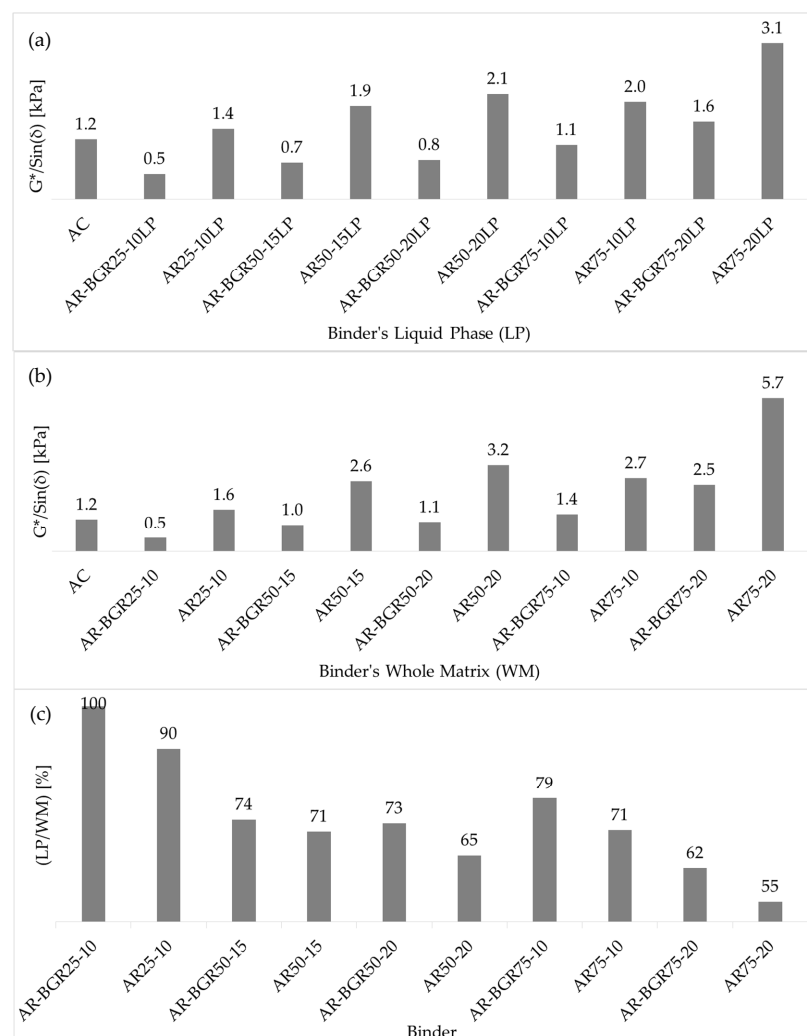 (a)
G*/Sin(δ) [kPa]
1.2
0.5
1.4
0.7
1.9
0.8
2.1
1.1
2.0
1.6
3.1
AC
AR-BGR25-10LP
AR25-10LP
AR-BGR50-15LP
AR50-15LP
AR-BGR50-20LP
AR50-20LP
AR-BGR75-10LP
AR75-10LP
AR-BGR75-20LP
AR75-20LP
Binder's Liquid Phase (LP)
(b)
G*/Sin(δ) [kPa]
1.2
0.5
1.6
1.0
2.6
1.1
3.2
1.4
2.7
2.5
5.7
AC
AR-BGR25-10
AR25-10
AR-BGR50-15
AR50-15
AR-BGR50-20
AR50-20
AR-BGR75-10
AR75-10
AR-BGR75-20
AR75-20
Binder's Whole Matrix (WM)
(c)
(LP/WM) [%]
100
90
74
71
73
65
79
71
62
55
AR-BGR25-10
AR25-10
AR-BGR50-15
AR50-15
AR-BGR50-20
AR50-20
AR-BGR75-10
AR75-10
AR-BGR75-20
AR75-20
Binder